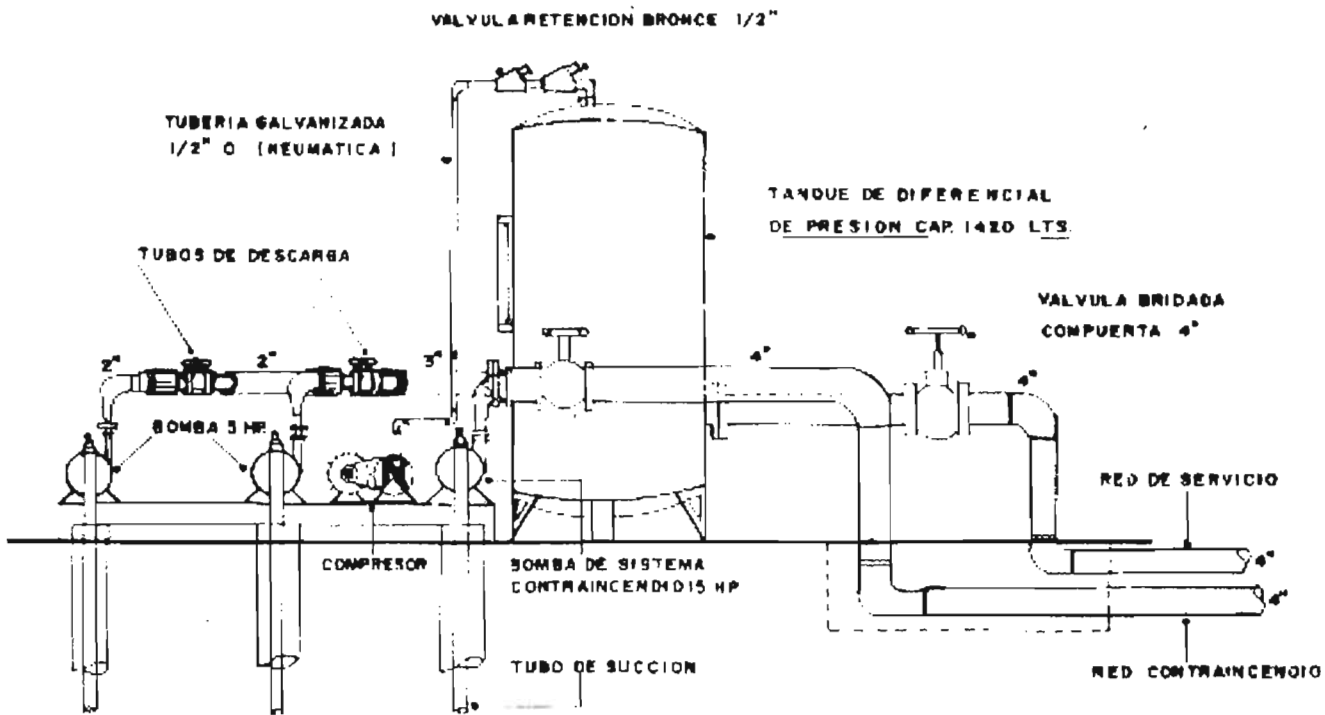 VALVULA RETENCION BRONCE 1/2"
TUBERIA GALVANIZADA
1/2" O (NEUMATICA)
TANQUE DE DIFERENCIAL
DE PRESION CAP. 1420 LTS.
TUBOS DE DESCARGA
VALVULA BRIDADA
COMPUERTA 4"
2"
2"
3"
4"
4"
BOMBA 5 HP.
RED DE SERVICIO
COMPRESOR
BOMBA DE SISTEMA
CONTRAINCENDIO 15 HP
4"
4"
TUBO DE SUCCION
RED CONTRAINCENDIO